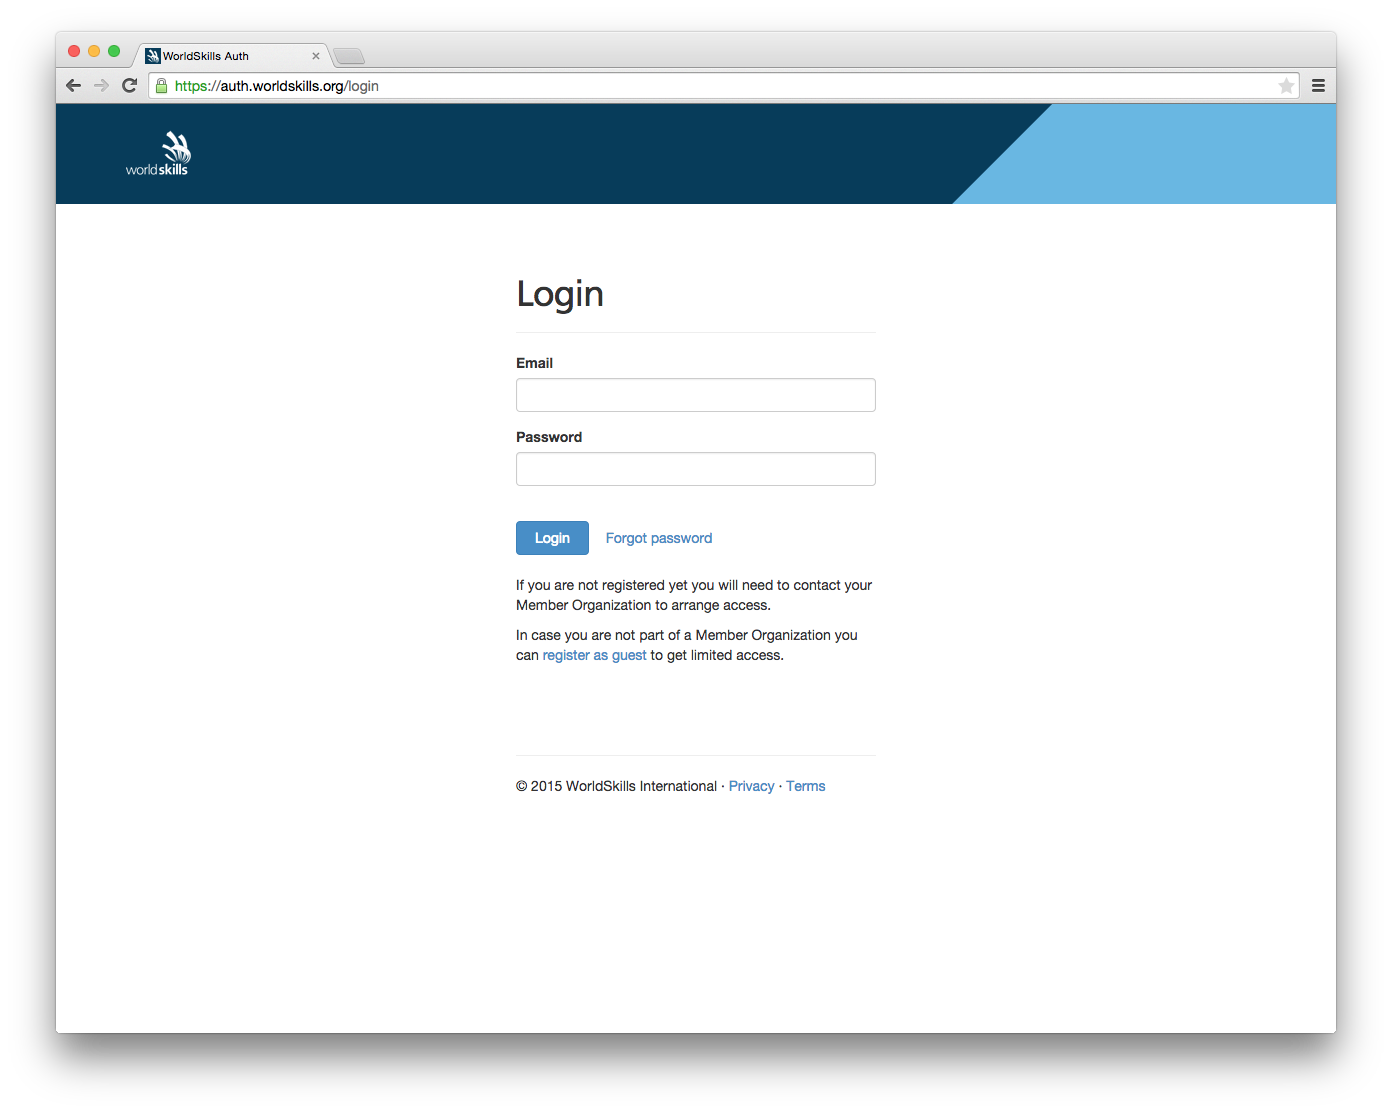 WorldSkills Auth
https://auth.worldskills.org/login
worldskills
Login
Email
Password
Login Forgot password
If you are not registered yet you will need to contact your
Member Organization to arrange access.
In case you are not part of a Member Organization you
can register as guest to get limited access.
© 2015 WorldSkills International · Privacy · Terms